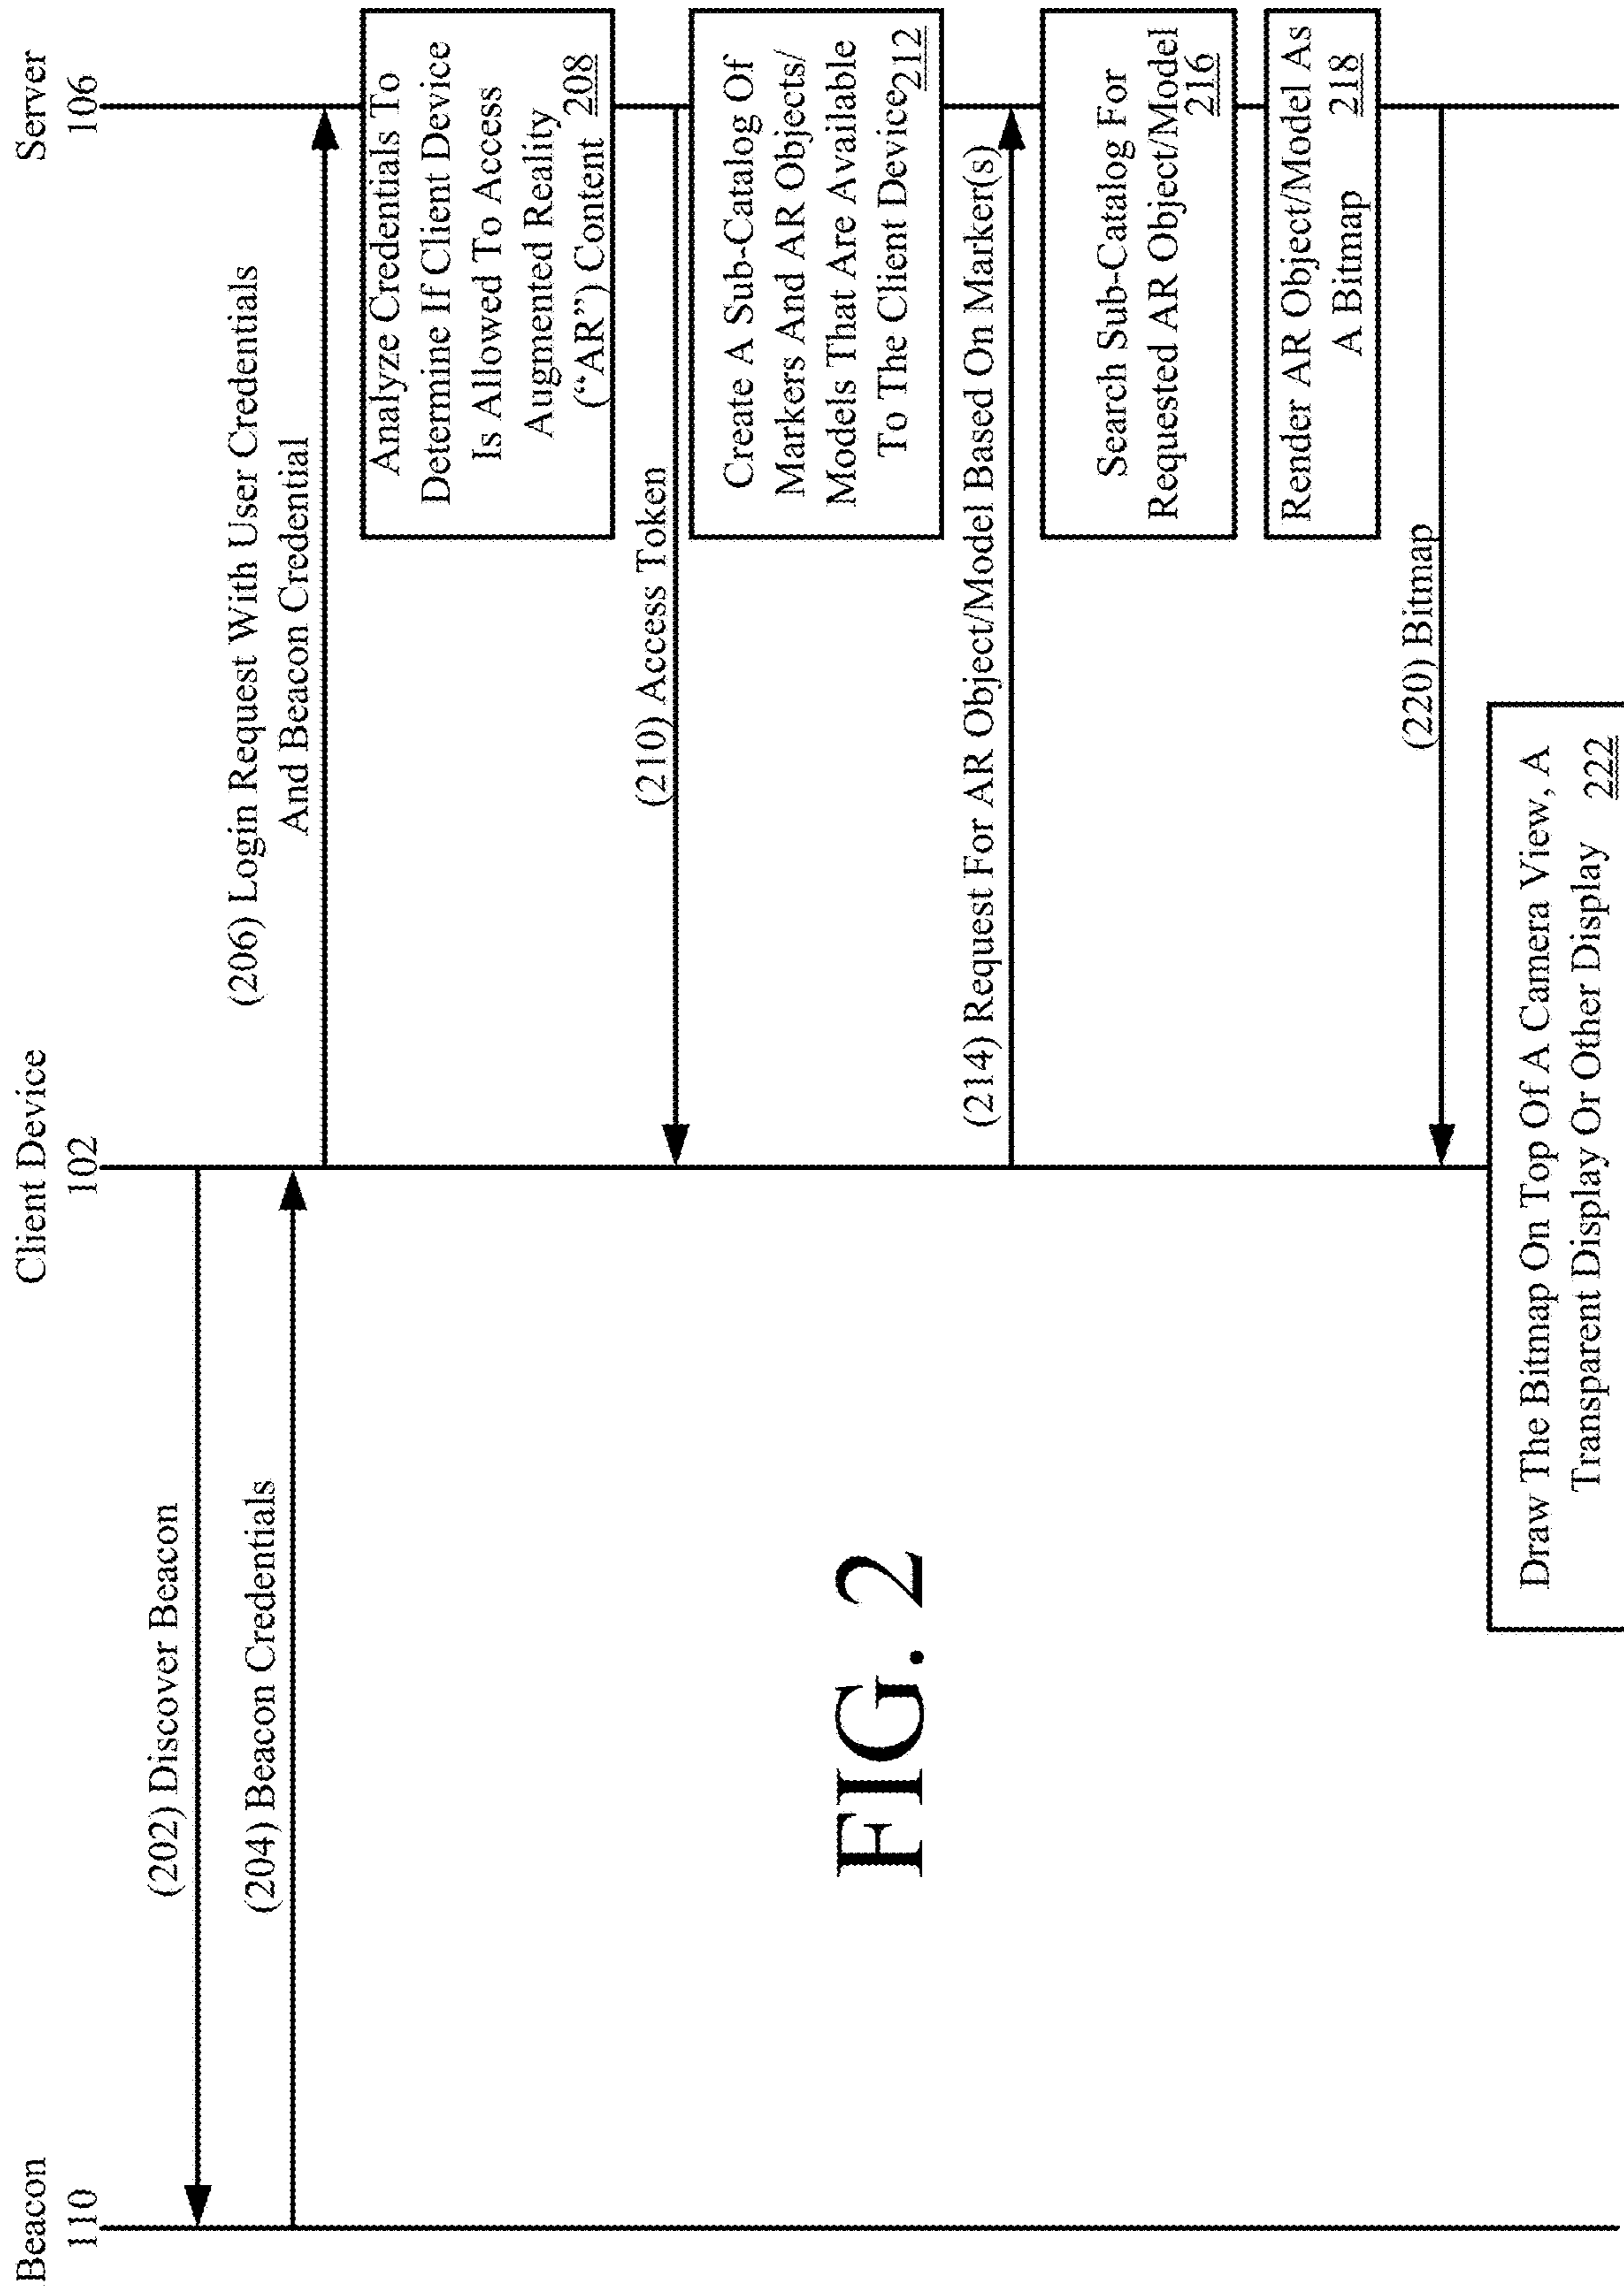 Beacon
110
Client Device
102
Server
106
(202) Discover Beacon
(204) Beacon Credentials
(206) Login Request With User Credentials
And Beacon Credential
Analyze Credentials To
Determine If Client Device
Is Allowed To Access
Augmented Reality
(“AR”) Content 208
(210) Access Token
Create A Sub-Catalog Of
Markers And AR Objects/
Models That Are Available
To The Client Device 212
(214) Request For AR Object/Model Based On Marker(s)
Search Sub-Catalog For
Requested AR Object/Model
216
Render AR Object/Model As
A Bitmap 218
(220) Bitmap
Draw The Bitmap On Top Of A Camera View, A
Transparent Display Or Other Display 222
FIG. 2